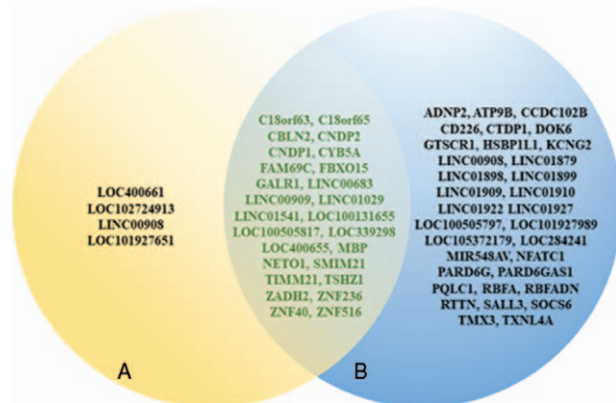 LOC400661
LOC102724913
LINC00908
LOC101927651
C18orf63, C18orf65
CBLN2, CNDP2
CNDP1, CYB5A
FAM69C, FBXO15
GALR1, LINC00683
LINC00909, LINC01029
LINC01541, LOC100131655
LOC100505817, LOC339298
LOC400655, MBP
NETO1, SMIM21
TIMM21, TSHZ1
ZADH2, ZNF236
ZNF40, ZNF516
ADNP2, ATP9B, CCDC102B
CD226, CTDP1, DOK6
GTSCR1, HSBP1L1, KCNG2
LINC00908, LINC01879
LINC01898, LINC01899
LINC01909, LINC01910
LINC01922 LINC01927
LOC100505797, LOC101927989
LOC105372179, LOC284241
MIR548AV, NFATC1
PARD6G, PARD6GAS1
PQLC1, RBFA, RBFADN
RTTN, SALL3, SOCS6
TMX3, TXNL4A
A
B